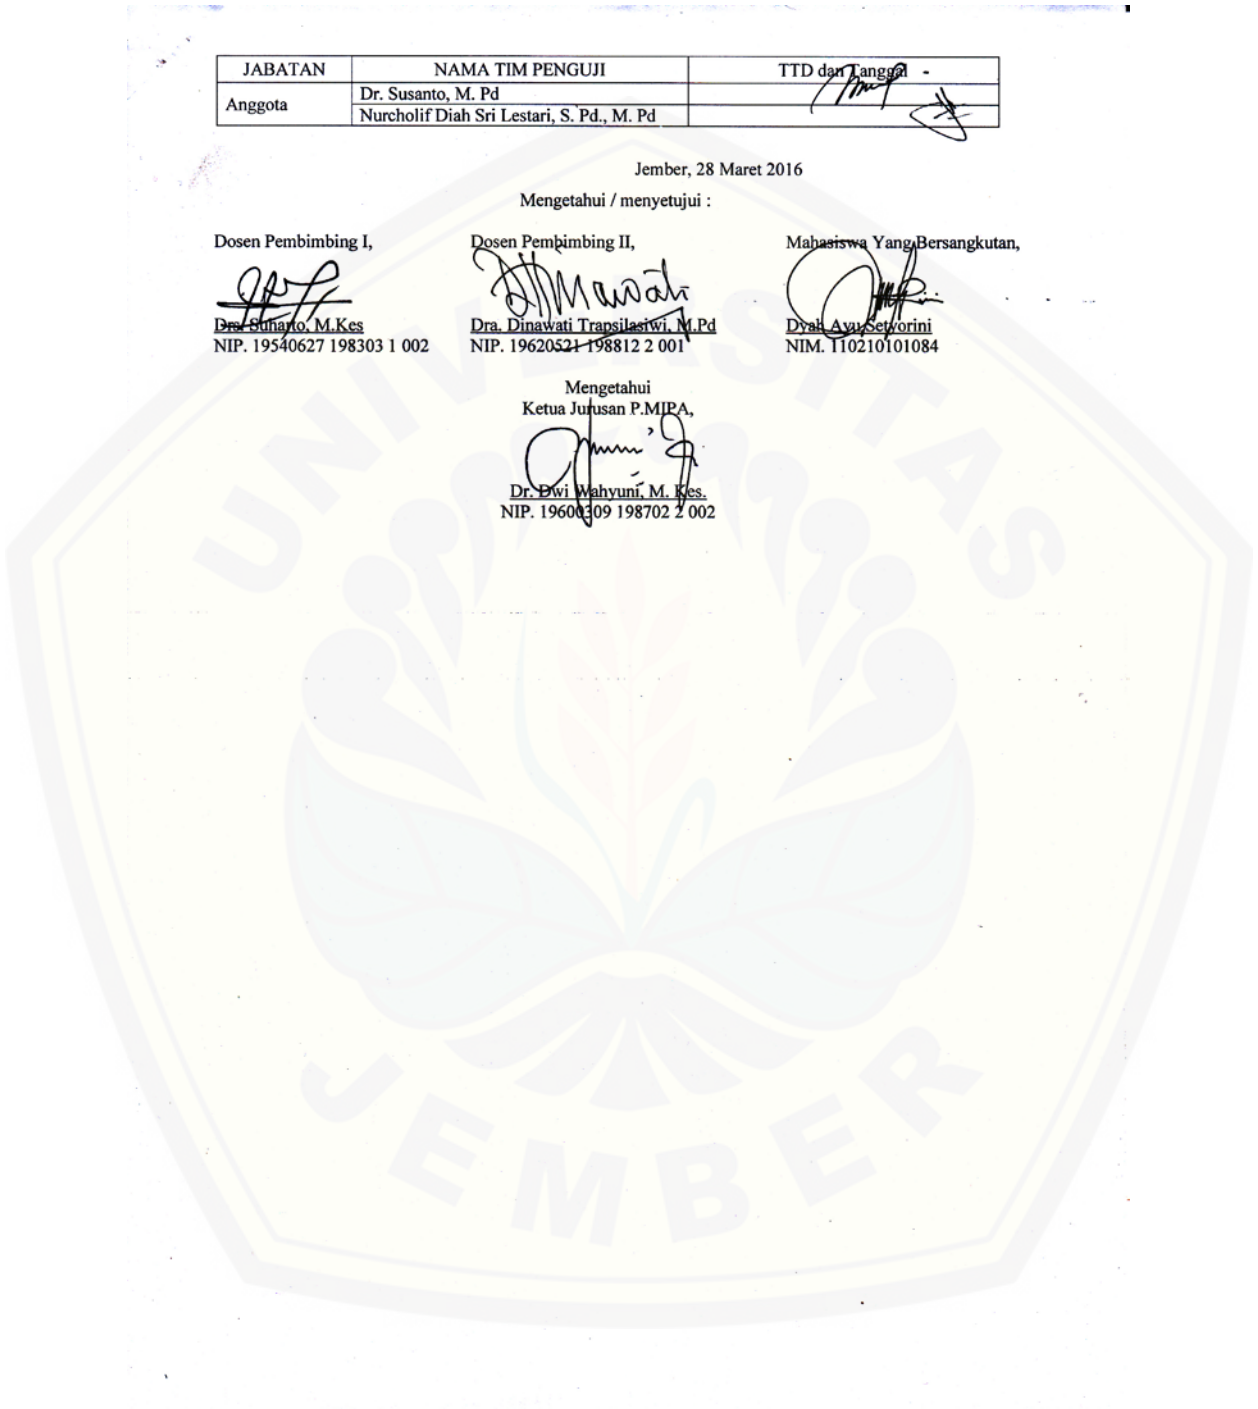 JABATAN NAMA TIM PENGUJI TTD dan Tanggal
Anggota
Dr. Susanto, M. Pd
Nurcholif Diah Sri Lestari, S. Pd., M. Pd
Jember, 28 Maret 2016
Mengetahui / menyetujui :
Dosen Pembimbing I, Dosen Pembimbing II, Mahasiswa Yang Bersangkutan,
Drs. Suharto, M.Kes Dra. Dinawati Trapsilasiwi, M.Pd Dyah Ayu Setyorini
NIP. 19540627 198303 1 002 NIP. 19620521 198812 2 001 NIM. 110210101084
Mengetahui
Ketua Jurusan P.MIPA,
Dr. Dwi Wahyuni, M. Kes.
NIP. 19600309 198702 2 002
UNIVERSITAS
JEMBER